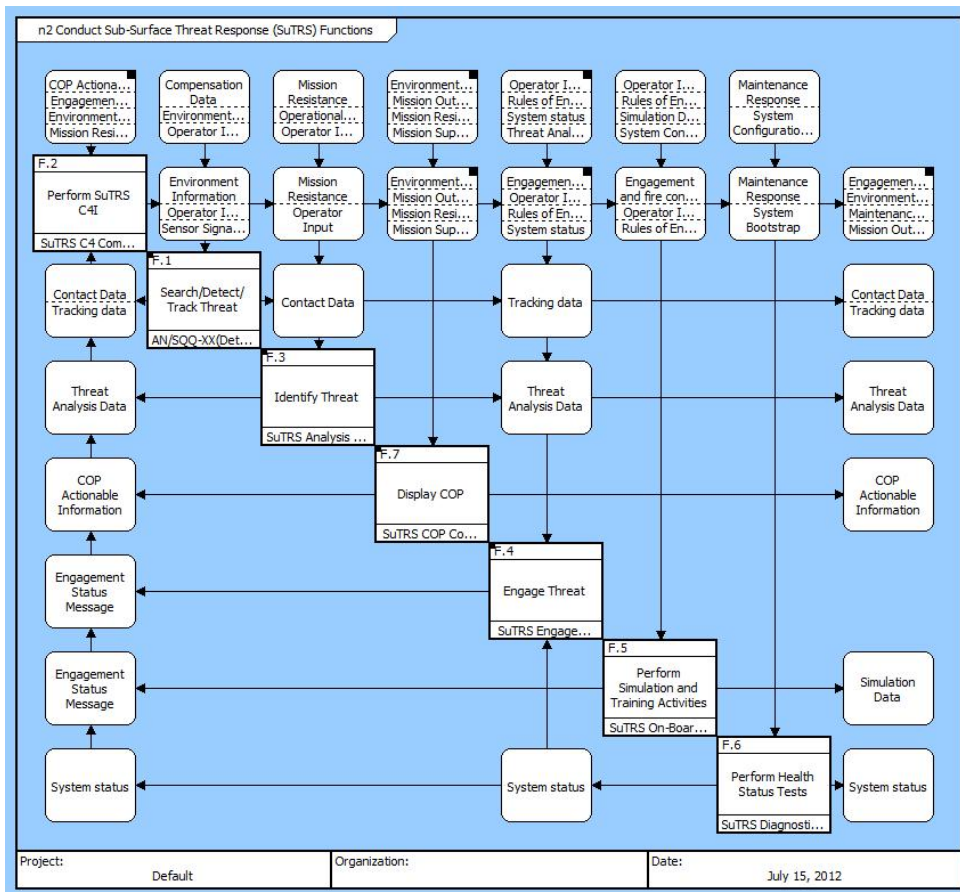 n2 Conduct Sub-Surface Threat Response (SuTRS) Functions
COP Actiona...
Engagemen...
Environmen...
Mission Resi...
Compensation
Data
Environmen...
Operator I...
Mission
Resistance
Operational...
Operator I...
Environmen...
Mission Out...
Mission Resi...
Mission Sup...
Operator I...
Rules of En...
System status
Threat Anal...
Operator I...
Rules of En...
Simulation D...
System Con...
Maintenance
Response
System
Configuratio...
F.2
Perform SuTRS
C4I
SuTRS C4 Com...
Environment
Information
Operator I...
Sensor Signa...
Mission
Resistance
Operator
Input
Environmen...
Mission Out...
Mission Resi...
Mission Sup...
Engagemen...
Operator I...
Rules of En...
System status
Engagement
and fire con...
Operator I...
Rules of En...
Maintenance
Response
System
Bootstrap
Engagemen...
Environmen...
Maintenanc...
Mission Out...
Contact Data
Tracking data
F.1
Search/Detect/
Track Threat
AN/SQQ-XX(Det...
Contact Data
Tracking data
Contact Data
Tracking data
Threat
Analysis Data
F.3
Identify Threat
SuTRS Analysis ...
Threat
Analysis Data
Threat
Analysis Data
COP
Actionable
Information
F.7
Display COP
SuTRS COP Co...
COP
Actionable
Information
Engagement
Status
Message
F.4
Engage Threat
SuTRS Engage...
Engagement
Status
Message
F.5
Perform
Simulation and
Training Activities
SuTRS On-Boar...
Simulation
Data
System status
System status
F.6
Perform Health
Status Tests
SuTRS Diagnosti...
System status
Project:
Default
Organization:
Date:
July 15, 2012